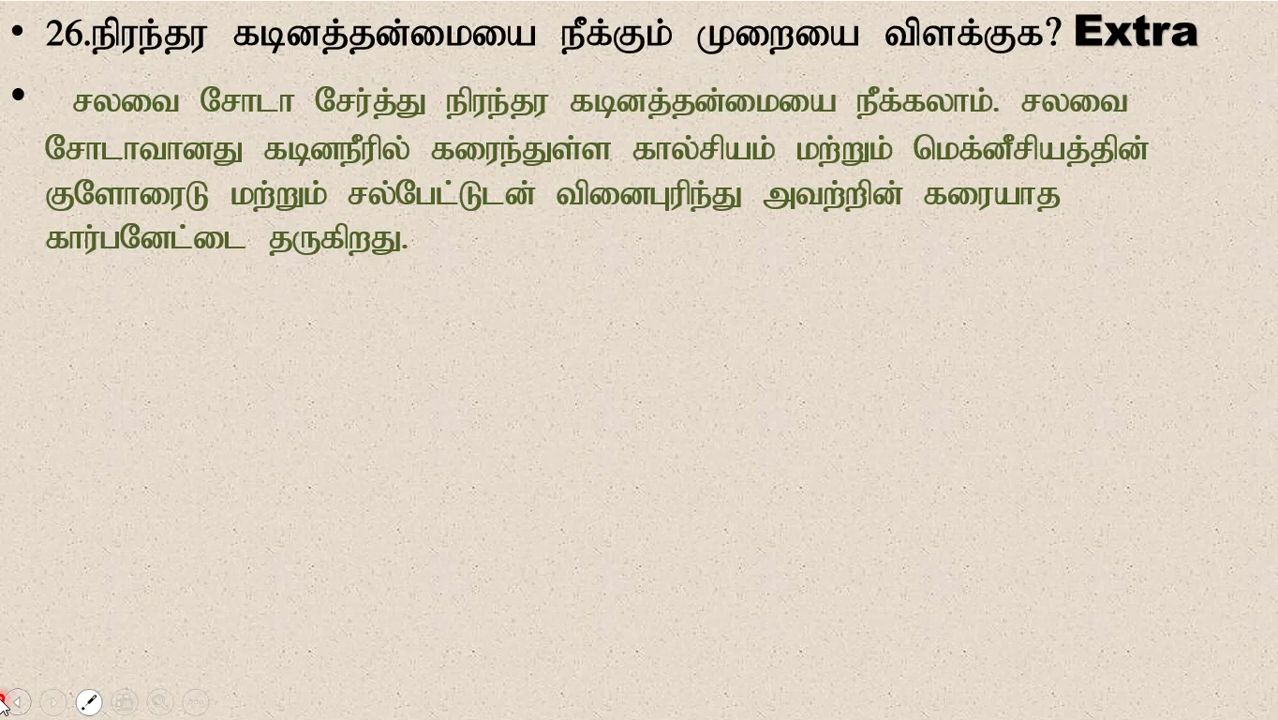 • 26.நிரந்தர கடினத்தன்மையை நீக்கும் முறையை விளக்குக? Extra
• சலவை சோடா சேர்த்து நிரந்தர கடினத்தன்மையை நீக்கலாம். சலவை
சோடாவானது கடினநீரில் கரைந்துள்ள கால்சியம் மற்றும் மெக்னீசியத்தின்
குளோரைடு மற்றும் சல்பேட்டுடன் வினைபுரிந்து அவற்றின் கரையாத
கார்பனேட்டை தருகிறது.